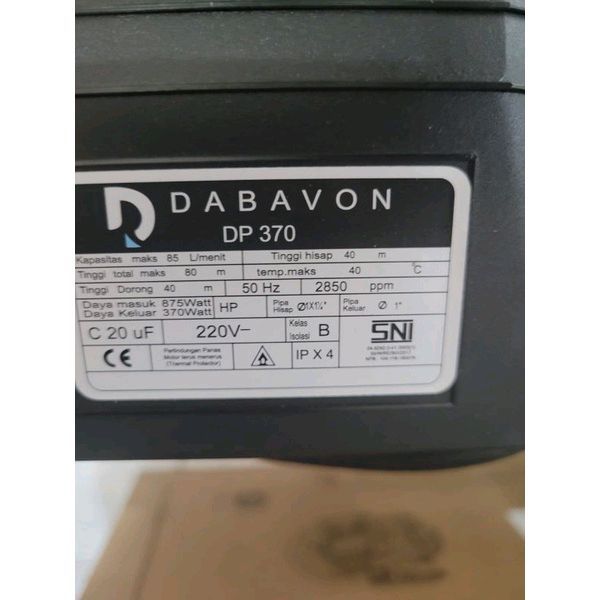 DABAVON
DP 370
Kapasitas maks 85 L/menit Tinggi hisap 40 m
Tinggi total maks 80 m temp.maks 40 °C
Tinggi Dorong 40 m 50 Hz 2850 ppm
Daya masuk 875Watt
Daya Keluar 370Watt
HP
Pipa Hisap Ø1X1¼"
Pipa Keluar Ø 1"
C 20 uF 220V~ Kelas Isolasi B SNI
CE
Perlindungan Panas
Motor terus menerus
(Thermal Protector)
IP X 4